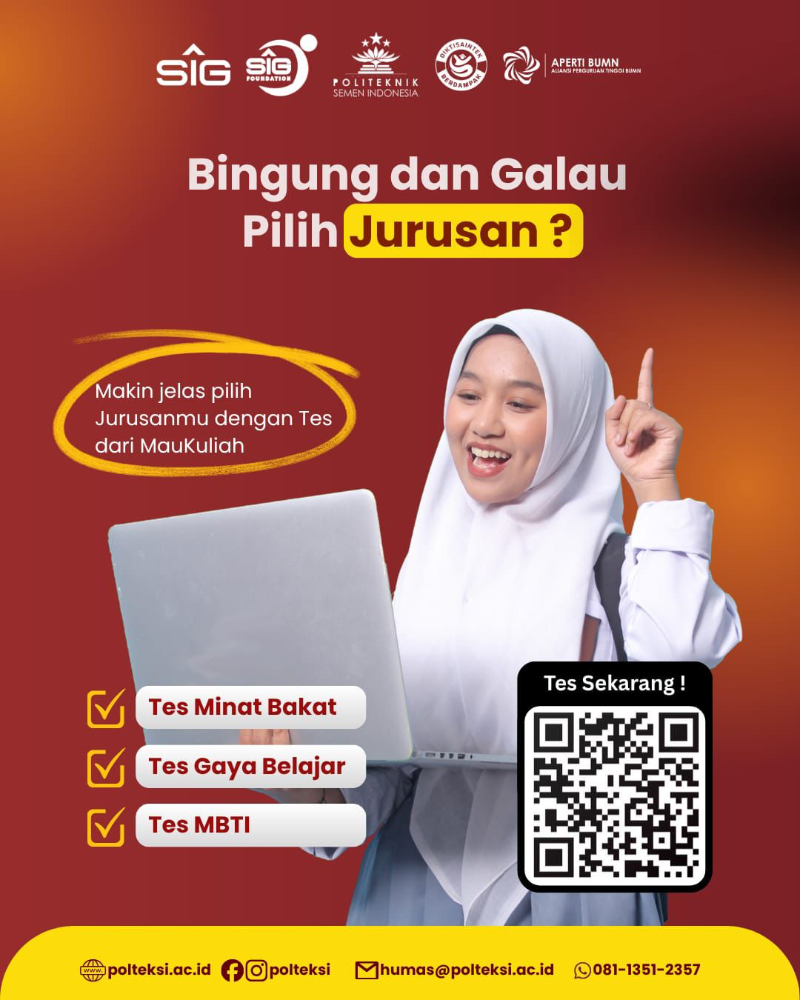 SIG
SIG
FOUNDATION
POLITEKNIK
SEMEN INDONESIA
DIKTISAINTEK
BERDAMPAK
APERTI BUMN
ALIANSI PERGURUAN TINGGI BUMN
Bingung dan Galau
Pilih Jurusan ?
Makin jelas pilih
Jurusanmu dengan Tes
dari MauKuliah
Tes Minat Bakat
Tes Gaya Belajar
Tes MBTI
Tes Sekarang !
www. polteksi.ac.id polteksi humas@polteksi.ac.id 081-1351-2357